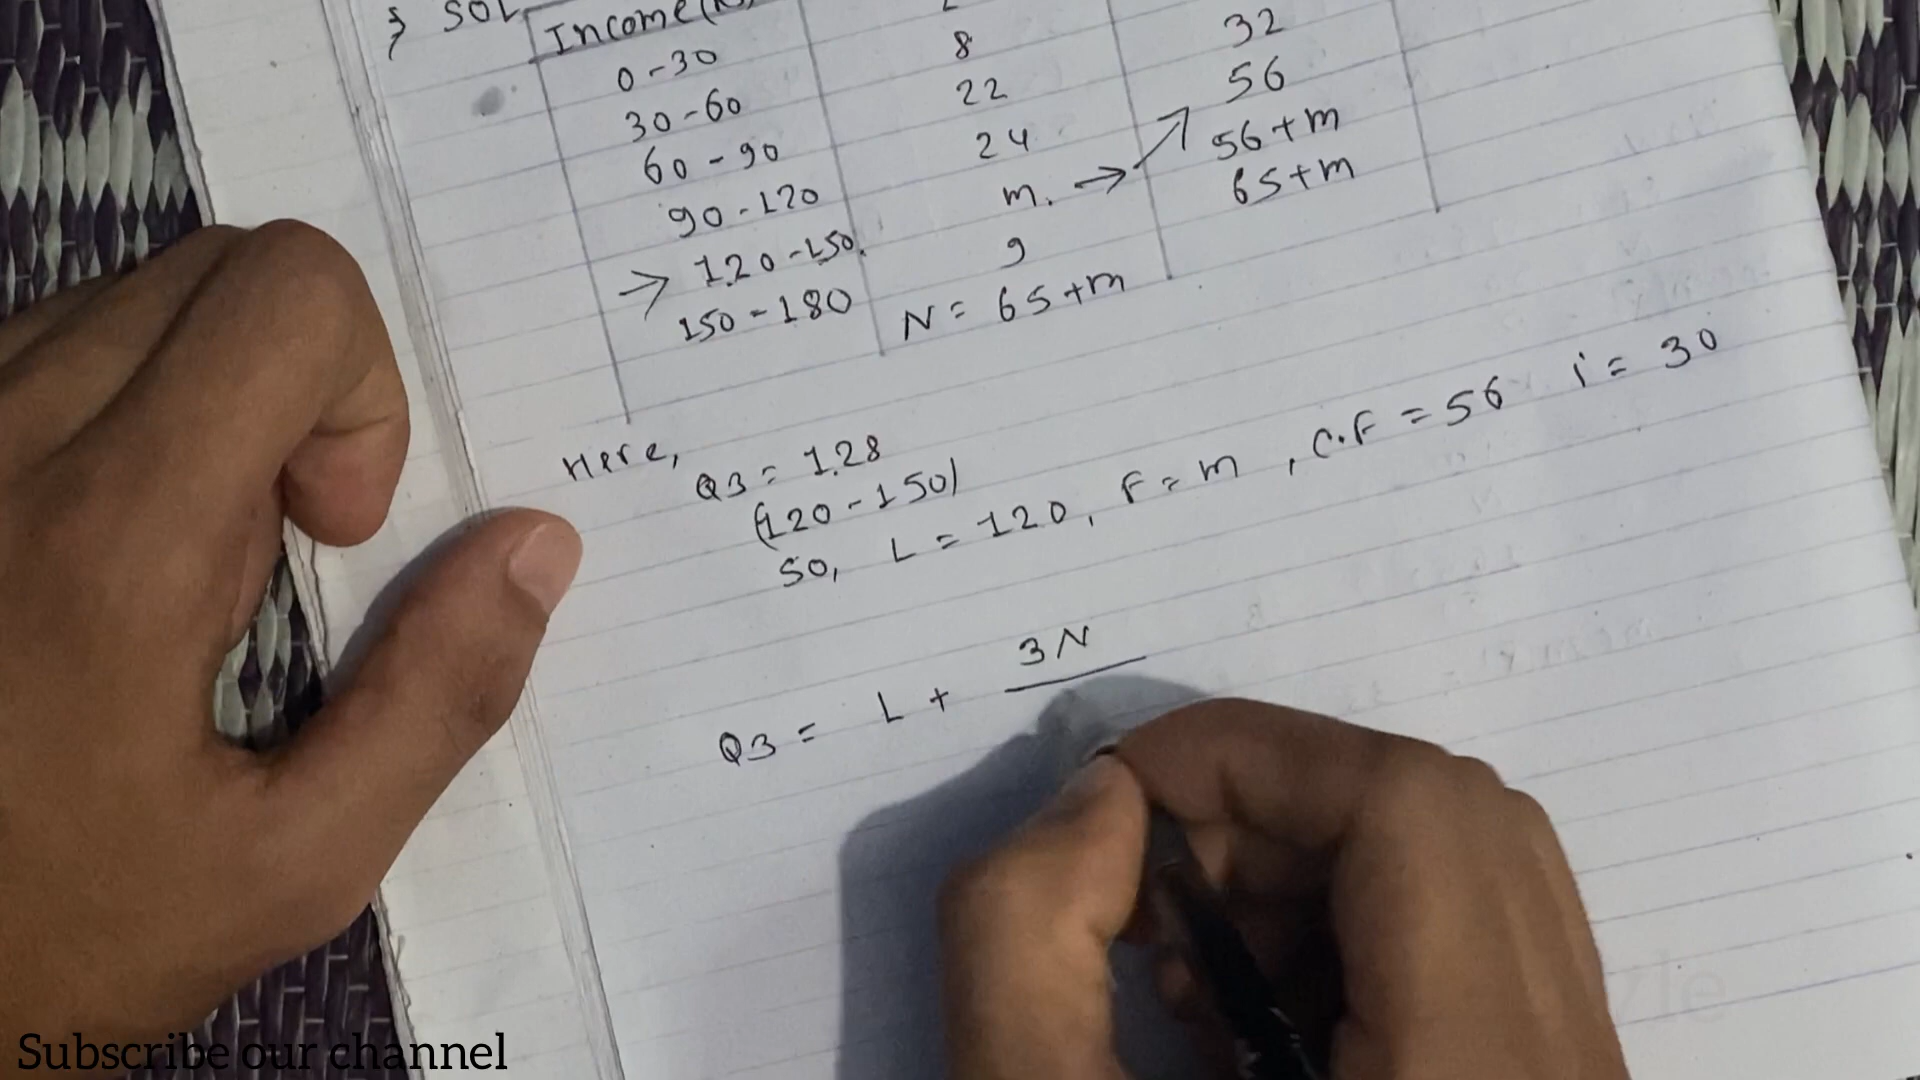 SOL
Income (
0-30 8 32
30-60 22 56
60-90 24 56+m
90-120 m. → 65+m
→ 120-150 9
150-180 N = 65+m
Here,
Q3 = 128
(120-150)
So, L = 120, F = m, C.F = 56 i = 30
Q3 = L + 3N
Subscribe our channel